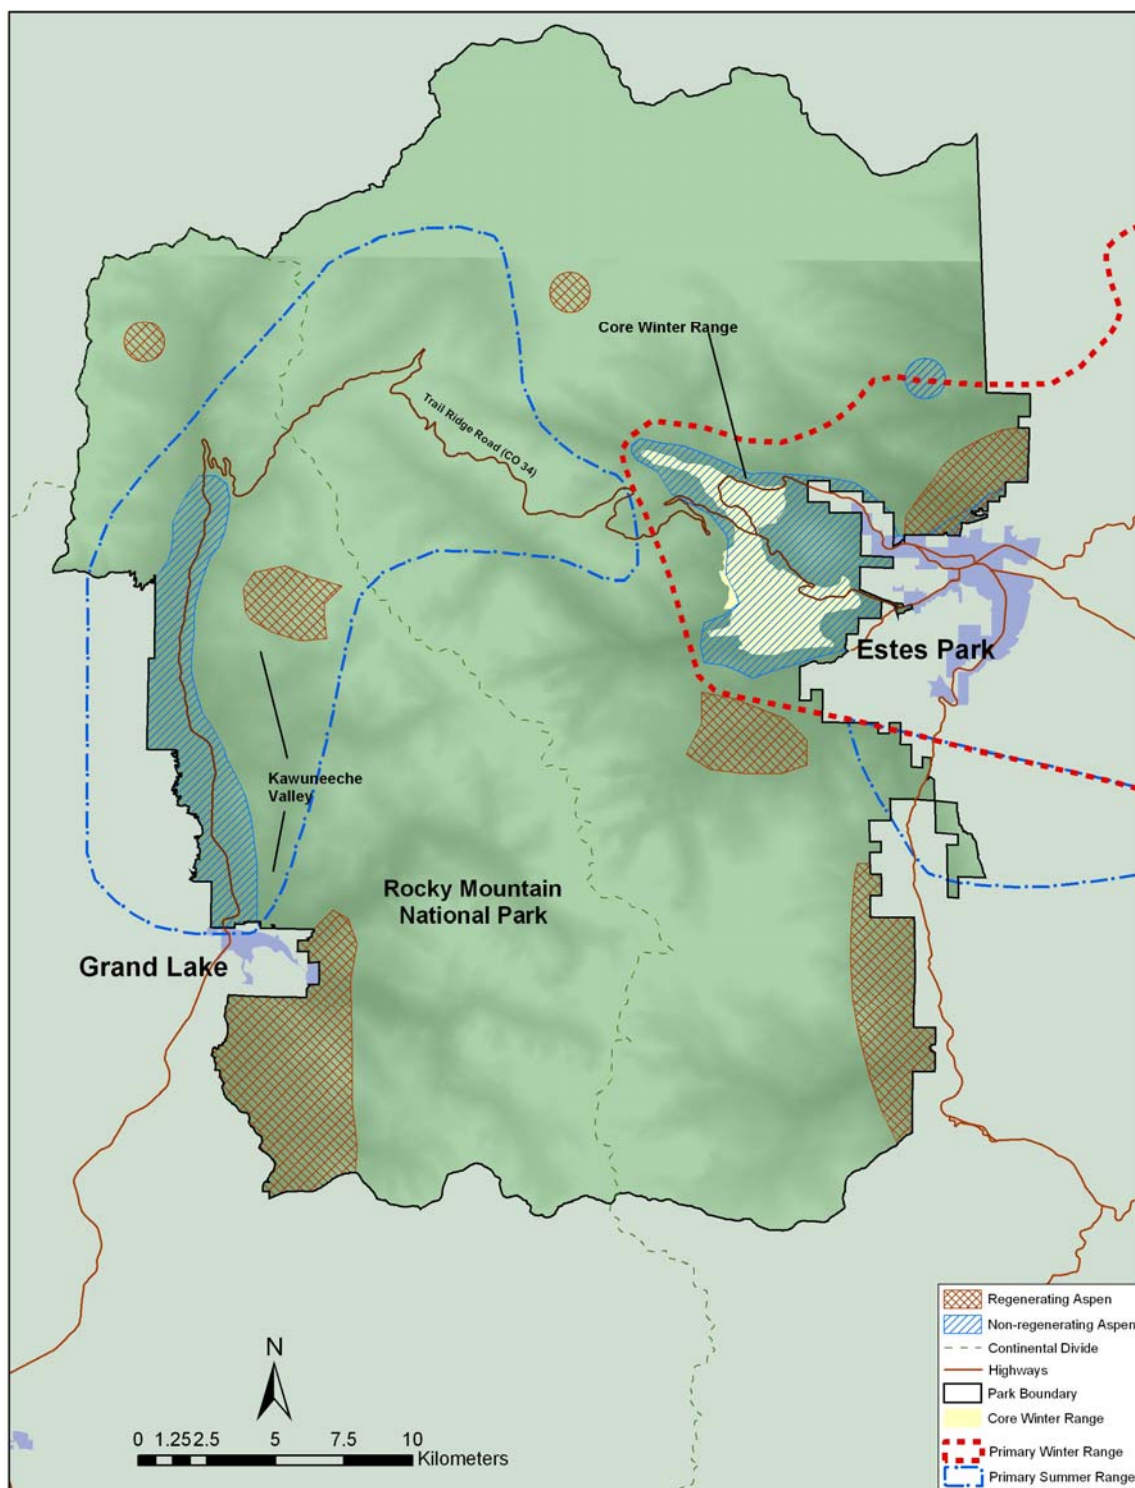 Core Winter Range
Trail Ridge Road (CO 34)
Estes Park
Kawuneeche
Valley
Rocky Mountain
National Park
Grand Lake
N
0 1.25 2.5 5 7.5 10
Kilometers
Regenerating Aspen
Non-regenerating Aspen
Continental Divide
Highways
Park Boundary
Core Winter Range
Primary Winter Range
Primary Summer Range